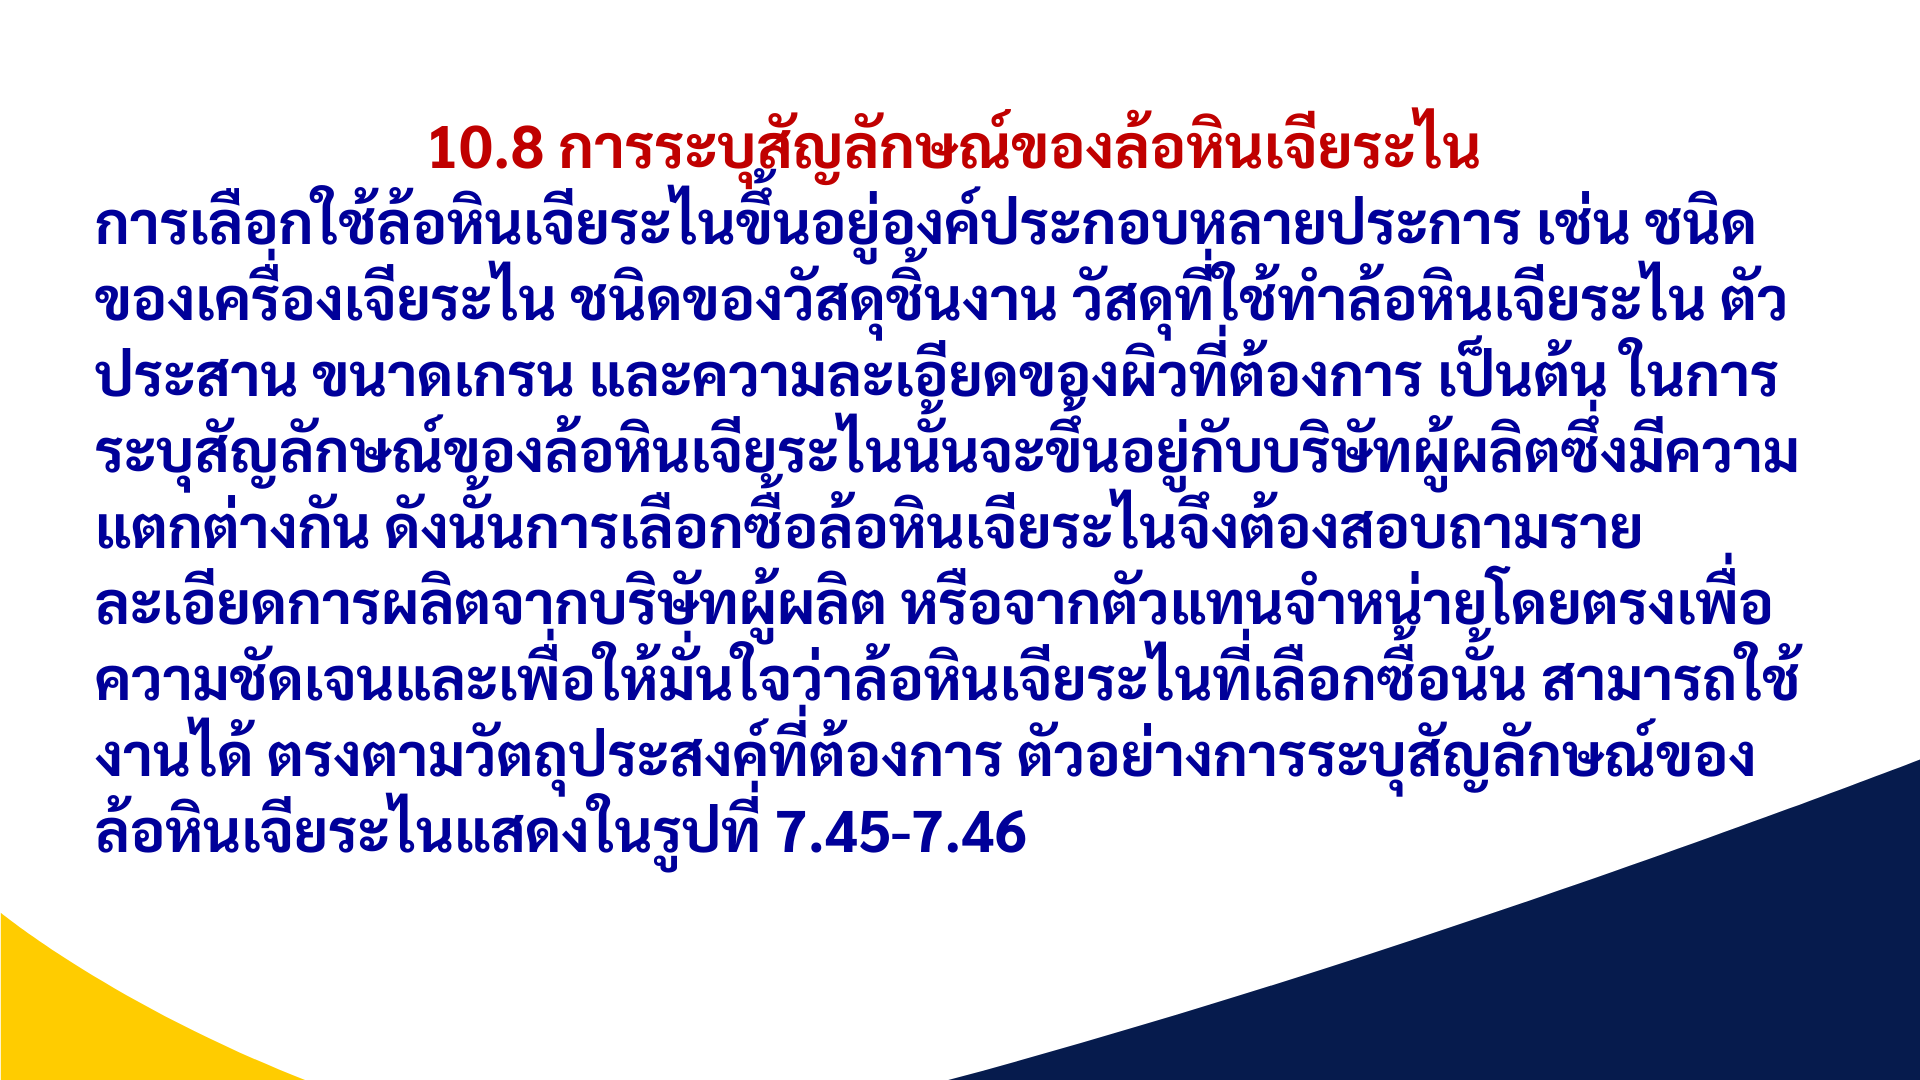 10.8 การระบุสัญลักษณ์ของล้อหินเจียระไน
การเลือกใช้ล้อหินเจียระไนขึ้นอยู่องค์ประกอบหลายประการ เช่น ชนิด
ของเครื่องเจียระไน ชนิดของวัสดุชิ้นงาน วัสดุที่ใช้ทำล้อหินเจียระไน ตัว
ประสาน ขนาดเกรน และความละเอียดของผิวที่ต้องการ เป็นต้น ในการ
ระบุสัญลักษณ์ของล้อหินเจียระไนนั้นจะขึ้นอยู่กับบริษัทผู้ผลิตซึ่งมีความ
แตกต่างกัน ดังนั้นการเลือกซื้อล้อหินเจียระไนจึงต้องสอบถามราย
ละเอียดการผลิตจากบริษัทผู้ผลิต หรือจากตัวแทนจำหน่ายโดยตรงเพื่อ
ความชัดเจนและเพื่อให้มั่นใจว่าล้อหินเจียระไนที่เลือกซื้อนั้น สามารถใช้
งานได้ ตรงตามวัตถุประสงค์ที่ต้องการ ตัวอย่างการระบุสัญลักษณ์ของ
ล้อหินเจียระไนแสดงในรูปที่ 7.45-7.46